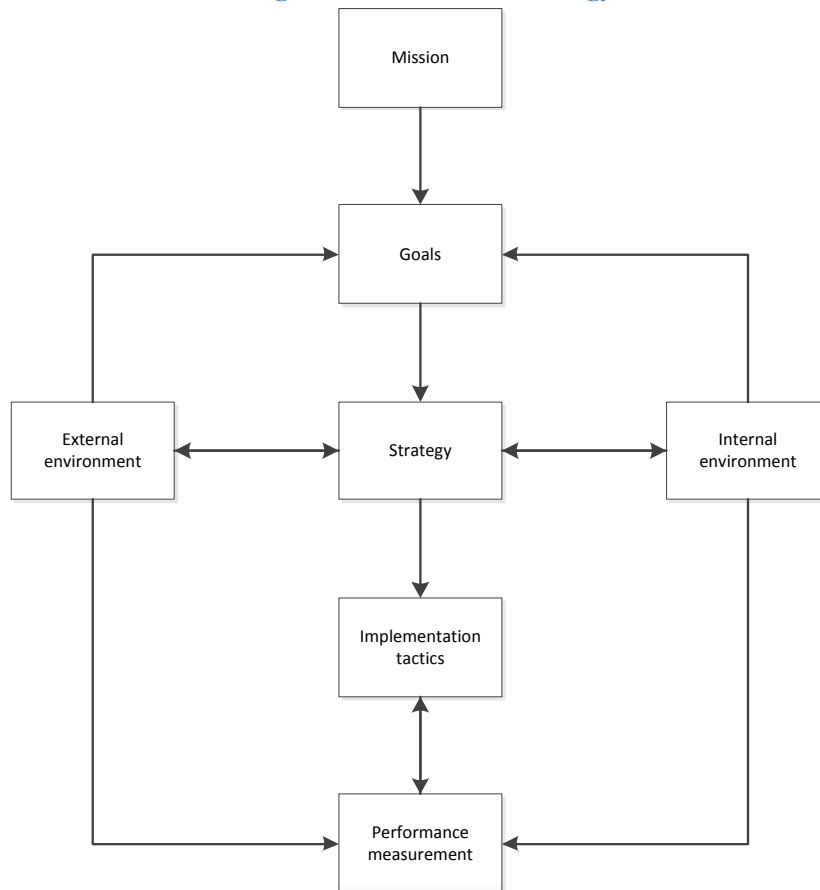 Mission
Goals
External
environment
Strategy
Internal
environment
Implementation
tactics
Performance
measurement